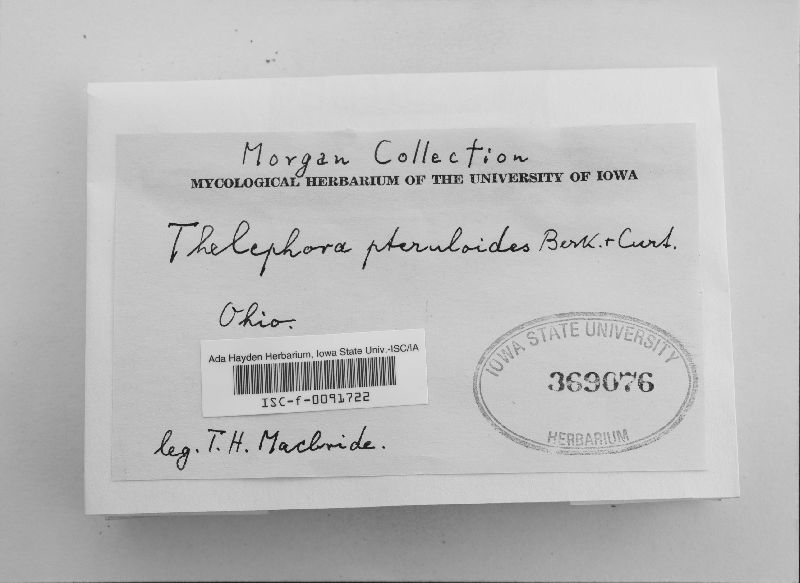 Morgan Collection
MYCOLOGICAL HERBARIUM OF THE UNIVERSITY OF IOWA
Thelephora pteruloides Berk. + Curt.
Ohio.
Ada Hayden Herbarium, Iowa State Univ.-ISC/IA
ISC-f-0091722
IOWA STATE UNIVERSITY
369076
HERBARIUM
leg. T. H. Macbride.